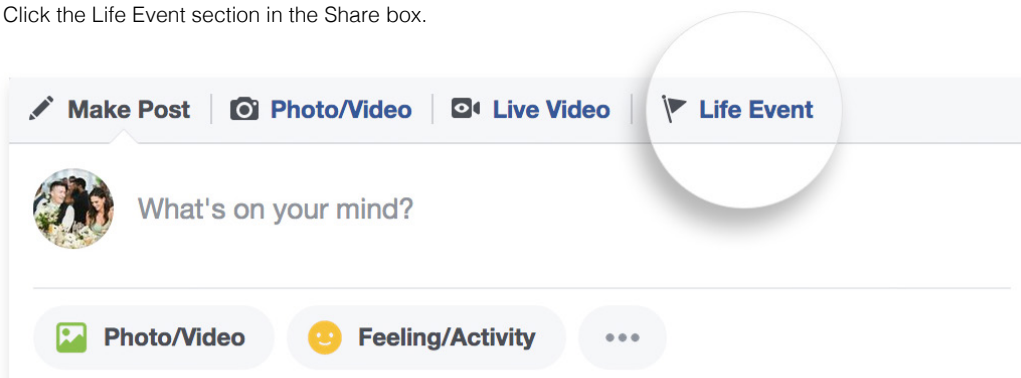 Click the Life Event section in the Share box.
Make Post Photo/Video Live Video Life Event
What's on your mind?
Photo/Video Feeling/Activity